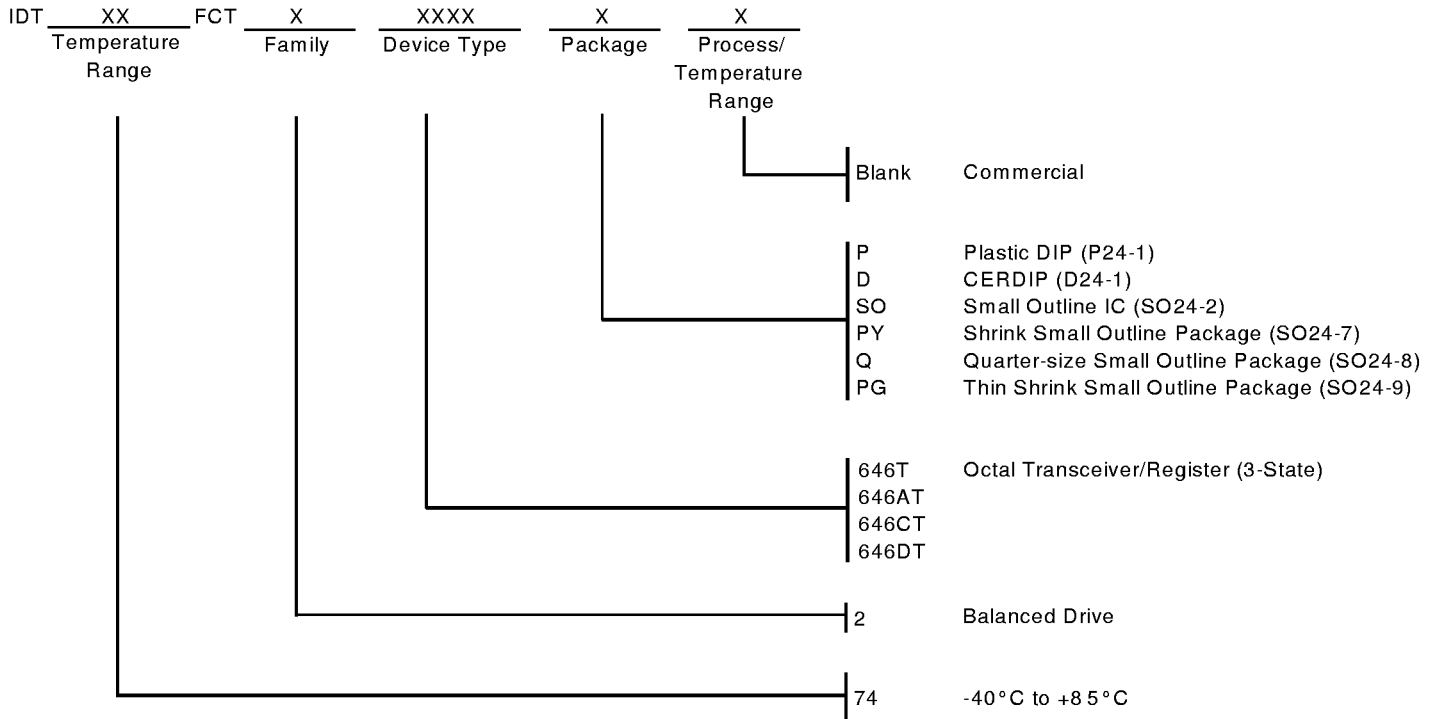 IDT XX FCT X XXXX X X
Temperature Range
Family
Device Type
Package
Process/
Temperature
Range
Blank Commercial
P Plastic DIP (P24-1)
D CERDIP (D24-1)
SO Small Outline IC (SO24-2)
PY Shrink Small Outline Package (SO24-7)
Q Quarter-size Small Outline Package (SO24-8)
PG Thin Shrink Small Outline Package (SO24-9)
646T Octal Transceiver/Register (3-State)
646AT
646CT
646DT
2 Balanced Drive
74 -40°C to +85°C